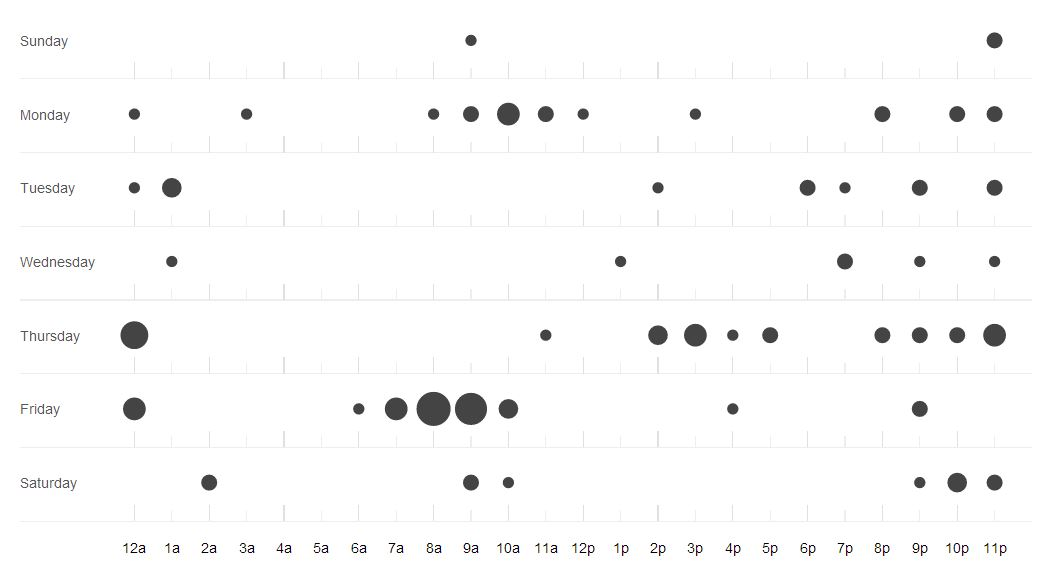 Sunday
Monday
Tuesday
Wednesday
Thursday
Friday
Saturday
12a 1a 2a 3a 4a 5a 6a 7a 8a 9a 10a 11a 12p 1p 2p 3p 4p 5p 6p 7p 8p 9p 10p 11p